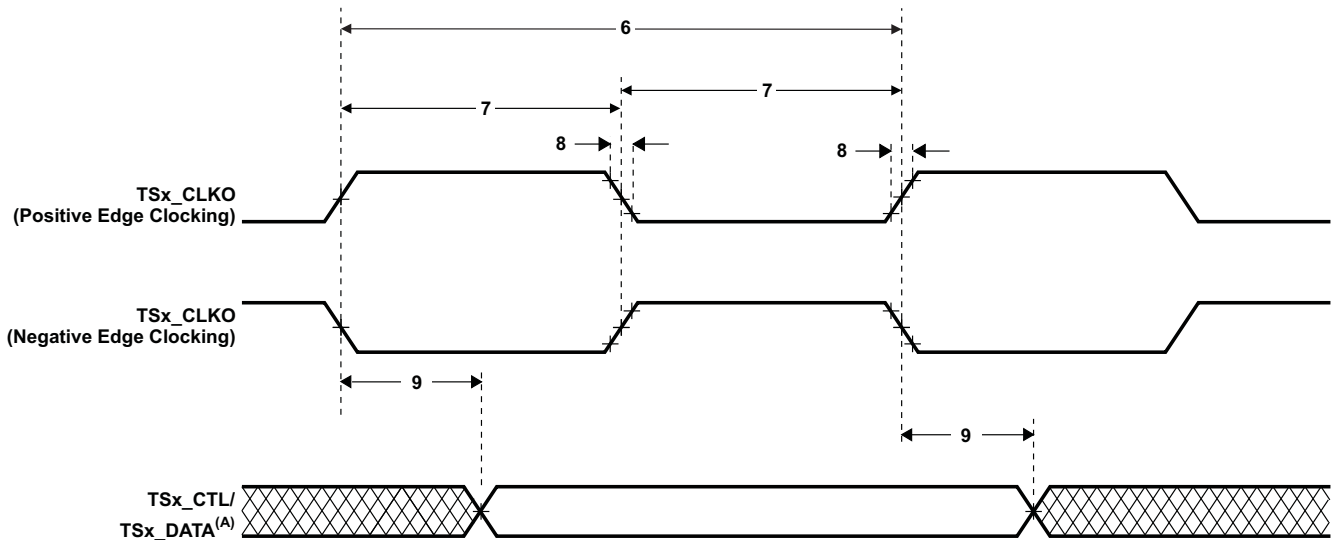 6
7
7
8
8
TSx_CLKO
(Positive Edge Clocking)
TSx_CLKO
(Negative Edge Clocking)
9
9
TSx_CTL/
TSx_DATA(A)